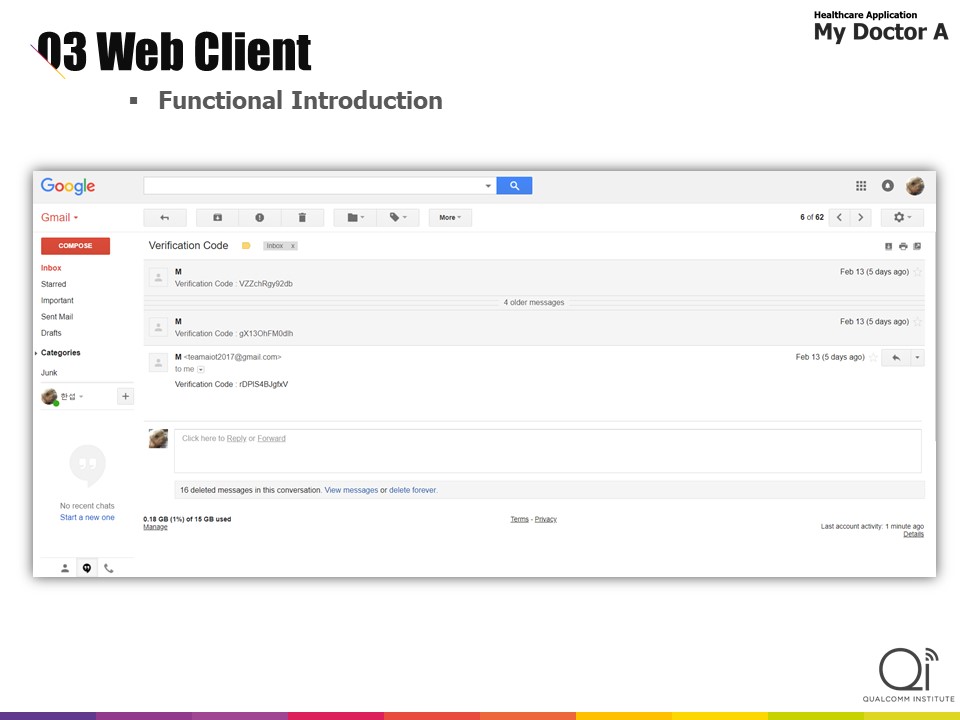 Healthcare Application
My Doctor A
03 Web Client
▪ Functional Introduction
Google
Gmail
More
6 of 62
COMPOSE
Verification Code
Inbox x
Inbox
Starred
Important
Sent Mail
Drafts
Categories
Junk
한섭
M
Feb 13 (5 days ago)
Verification Code : VZZchRgy92db
4 older messages
M
Feb 13 (5 days ago)
Verification Code : gX13OhFM0dlh
M <teamaiot2017@gmail.com>
Feb 13 (5 days ago)
to me
Verification Code : rDPlS4BJgfxV
Click here to Reply or Forward
16 deleted messages in this conversation. View messages or delete forever.
No recent chats
Start a new one
0.18 GB (1%) of 15 GB used
Manage
Terms - Privacy
Last account activity: 1 minute ago
Details
Qi
QUALCOMM INSTITUTE